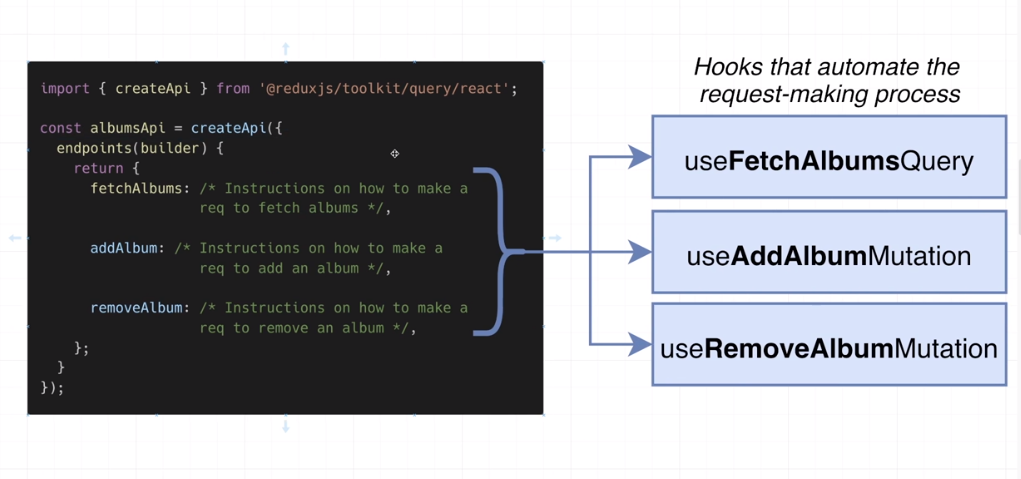 import { createApi } from '@reduxjs/toolkit/query/react';
const albumsApi = createApi({
endpoints(builder) {
return {
fetchAlbums: /* Instructions on how to make a
req to fetch albums */,
addAlbum: /* Instructions on how to make a
req to add an album */,
removeAlbum: /* Instructions on how to make a
req to remove an album */,
};
}
});
Hooks that automate the
request-making process
useFetchAlbumsQuery
useAddAlbumMutation
useRemoveAlbumMutation